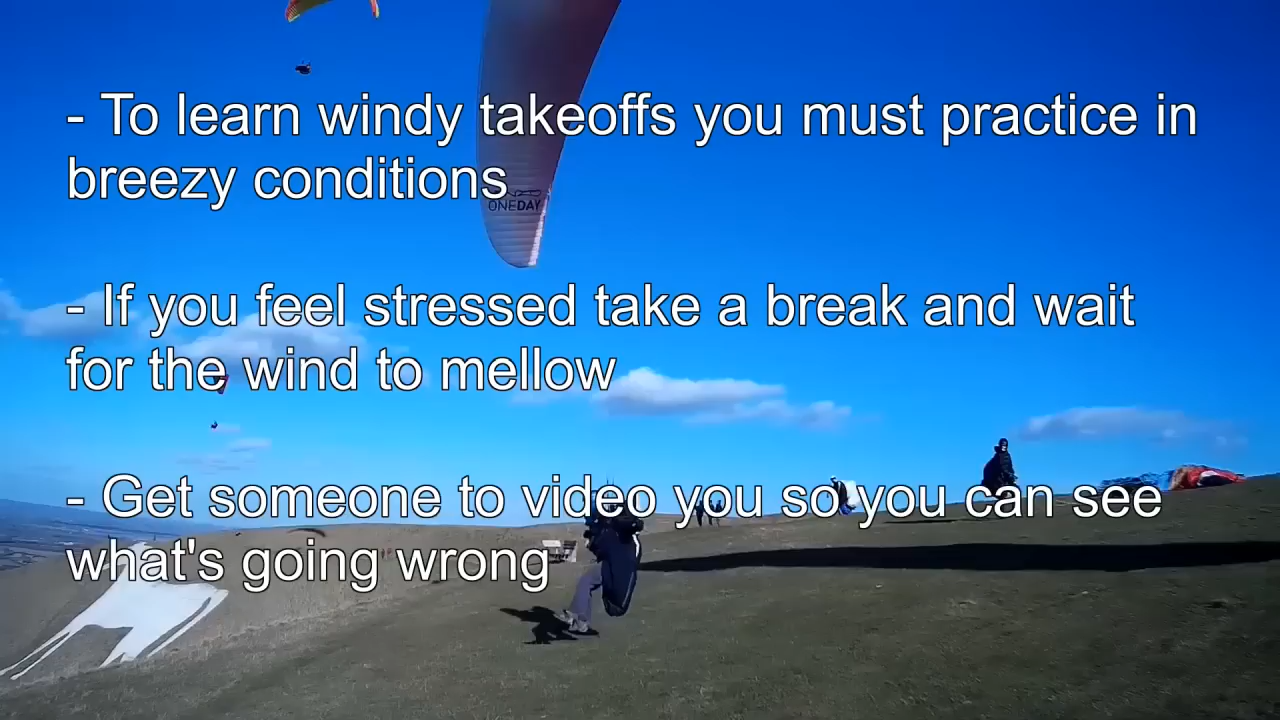 - To learn windy takeoffs you must practice in
breezy conditions
ONEDAY
- If you feel stressed take a break and wait
for the wind to mellow
- Get someone to video you so you can see
what's going wrong